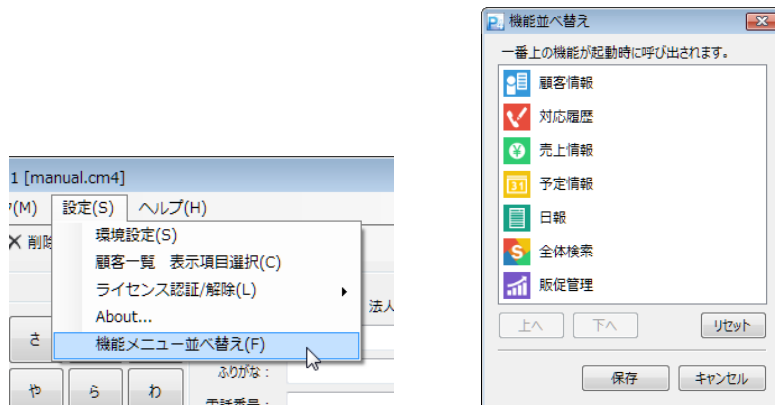 1 [manual.cm4]
(M) 設定(S) ヘルプ(H)
削除
環境設定(S)
顧客一覧　表示項目選択(C)
ライセンス認証/解除(L)
About...
機能メニュー並べ替え(F)
法人
さ
ふりがな :
や
ら
わ
電話番号 :
機能並べ替え
一番上の機能が起動時に呼び出されます。
顧客情報
対応履歴
売上情報
31
予定情報
日報
S
全体検索
販促管理
上へ
下へ
リセット
保存
キャンセル